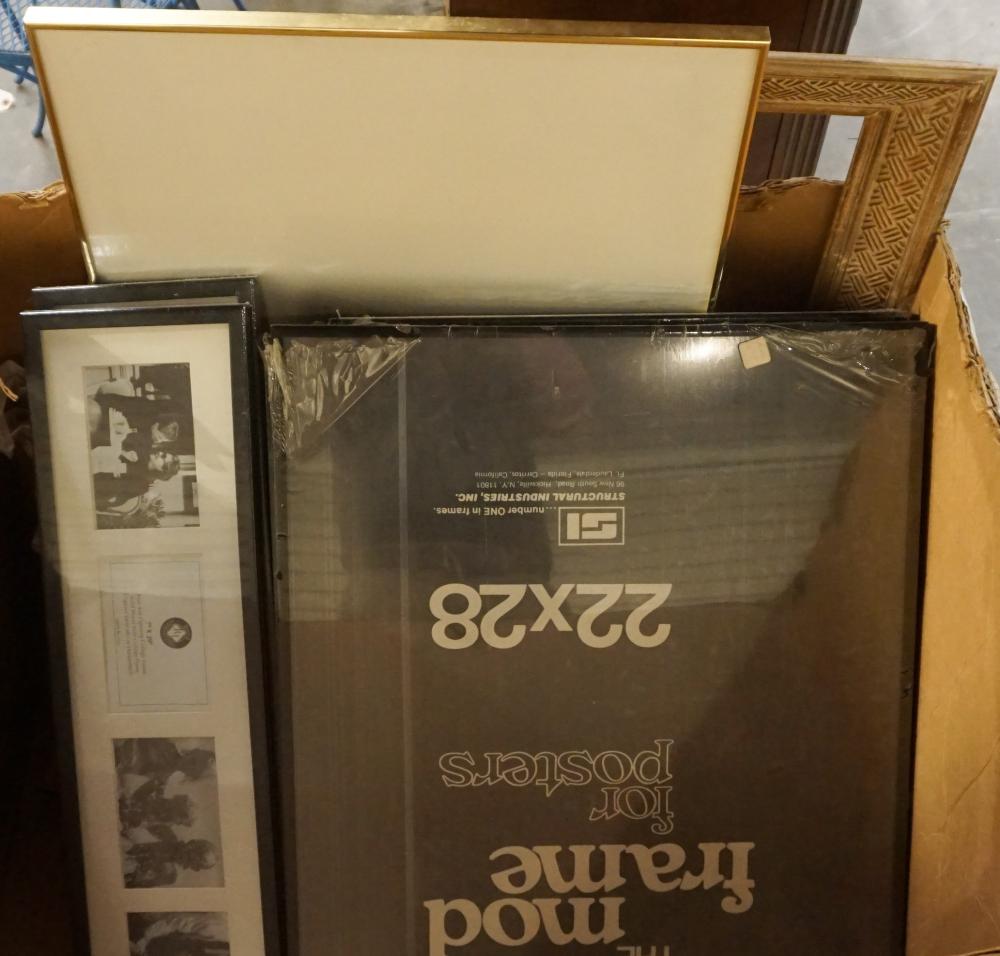 THE
mod
frame
for
posters
22x28
SI
...number ONE in frames.
STRUCTURAL INDUSTRIES, INC.
96 New South Road, Hicksville, N.Y. 11801
Ft. Lauderdale, Florida – Cerritos, California